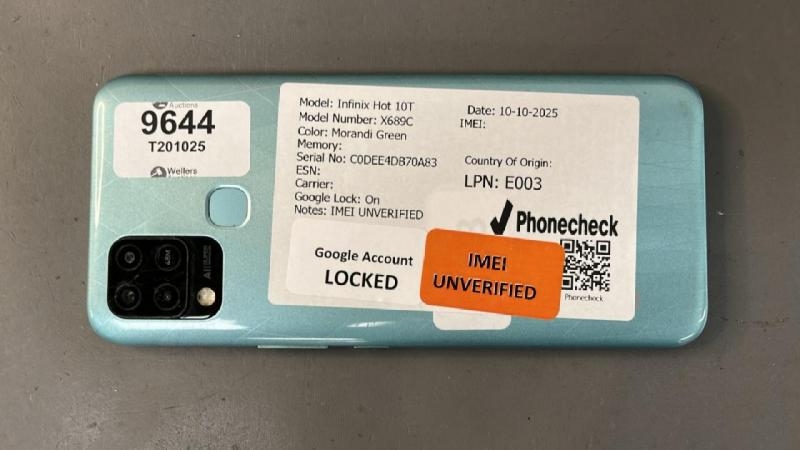 Auctions
9644
T201025
Wellers
Model: Infinix Hot 10T
Model Number: X689C
Color: Morandi Green
Memory:
Serial No: C0DEE4DB70A83
ESN:
Carrier:
Google Lock: On
Notes: IMEI UNVERIFIED
Date: 10-10-2025
IMEI:
Country Of Origin:
LPN: E003
Phonecheck
Google Account
LOCKED
IMEI
UNVERIFIED
Phonecheck
48M